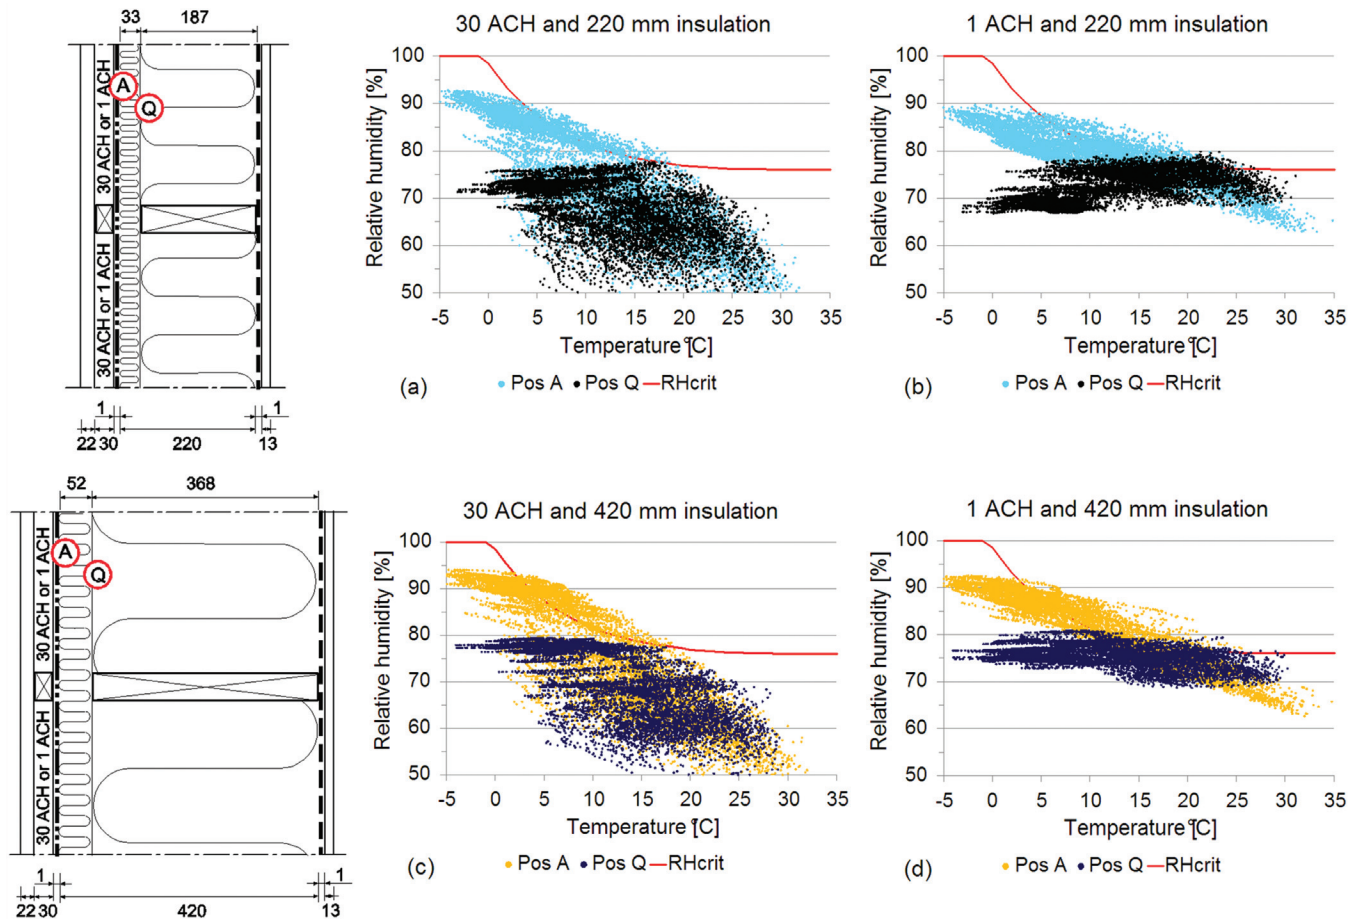 33 187
30 ACH or 1 ACH
A
Q
30 ACH or 1 ACH
1 1
22 30 220 13
30 ACH and 220 mm insulation
Relative humidity [%]
100
90
80
70
60
50
-5 0 5 10 15 20 25 30 35
Temperature °[C]
(a)
Pos A Pos Q RHcrit
1 ACH and 220 mm insulation
Relative humidity [%]
100
90
80
70
60
50
-5 0 5 10 15 20 25 30 35
Temperature °[C]
(b)
Pos A Pos Q RHcrit
52 368
30 ACH or 1 ACH
A
Q
30 ACH or 1 ACH
1 1
22 30 420 13
30 ACH and 420 mm insulation
Relative humidity [%]
100
90
80
70
60
50
-5 0 5 10 15 20 25 30 35
Temperature °[C]
(c)
Pos A Pos Q RHcrit
1 ACH and 420 mm insulation
Relative humidity [%]
100
90
80
70
60
50
-5 0 5 10 15 20 25 30 35
Temperature °[C]
(d)
Pos A Pos Q RHcrit